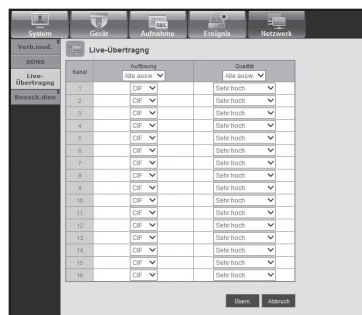 System Gerät Aufnahme Ereignis Netzwerk
Verb.mod.
DDNS
Live-
Übertragng
Benach.dien
Live-Übertragng
Kanal Auflösung Qualität
Alle ausw. Alle ausw.
1 CIF Sehr hoch
2 CIF Sehr hoch
3 CIF Sehr hoch
4 CIF Sehr hoch
5 CIF Sehr hoch
6 CIF Sehr hoch
7 CIF Sehr hoch
8 CIF Sehr hoch
9 CIF Sehr hoch
10 CIF Sehr hoch
11 CIF Sehr hoch
12 CIF Sehr hoch
13 CIF Sehr hoch
14 CIF Sehr hoch
15 CIF Sehr hoch
16 CIF Sehr hoch
Übern. Abbruch